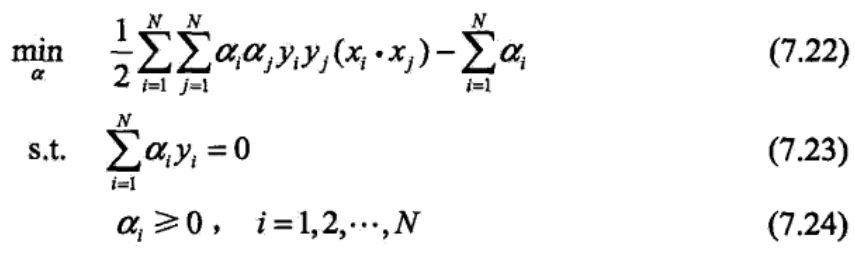 min_α  1/2 ∑_{i=1}^{N} ∑_{j=1}^{N} α_i α_j y_i y_j (x_i · x_j) − ∑_{i=1}^{N} α_i  (7.22)
s.t.  ∑_{i=1}^{N} α_i y_i = 0  (7.23)
α_i ⩾ 0， i = 1,2,⋯,N  (7.24)